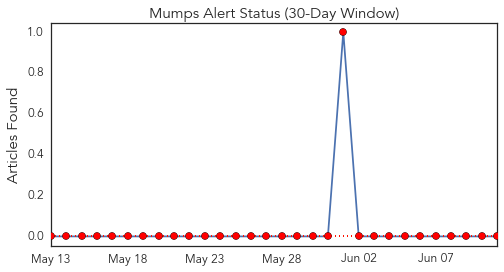 Mumps Alert Status (30-Day Window)
Articles Found
1.0
0.8
0.6
0.4
0.2
0.0
May 13 May 18 May 23 May 28 Jun 02 Jun 07